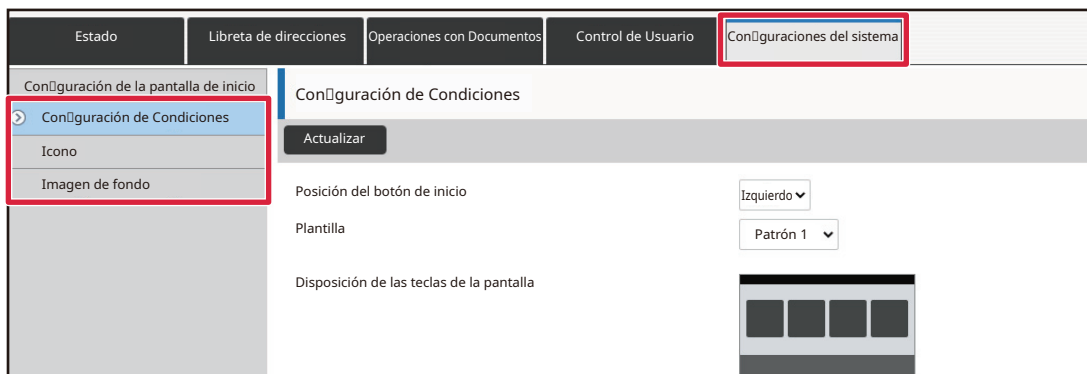 Estado
Libreta de direcciones
Operaciones con Documentos
Control de Usuario
Con▯guraciones del sistema
Con▯guración de la pantalla de inicio
Con▯guración de Condiciones
Icono
Imagen de fondo
Con▯guración de Condiciones
Actualizar
Posición del botón de inicio
Izquierdo
Plantilla
Patrón 1
Disposición de las teclas de la pantalla